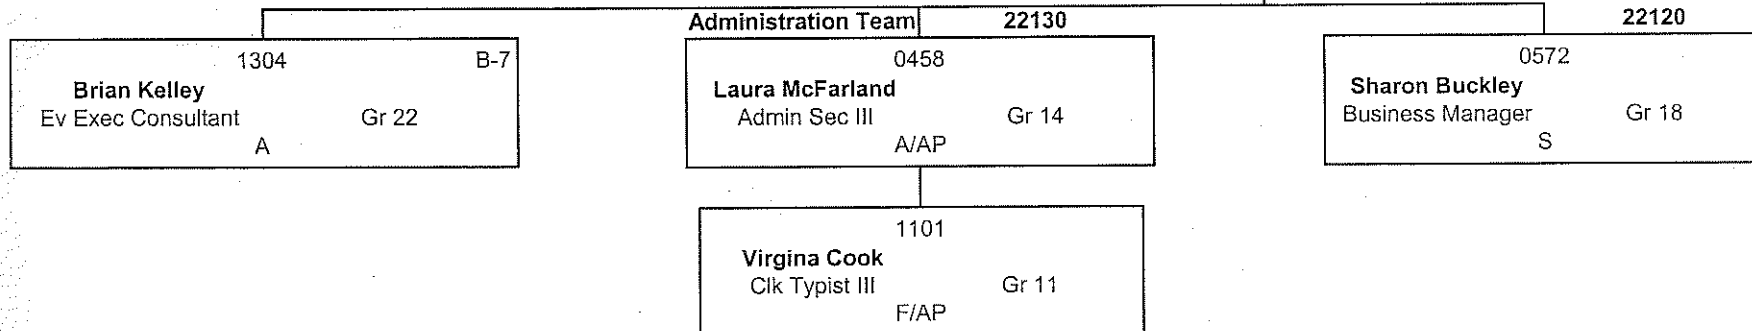 Administration Team 22130 22120
1304 B-7
Brian Kelley
Ev Exec Consultant Gr 22
A
0458
Laura McFarland
Admin Sec III Gr 14
A/AP
0572
Sharon Buckley
Business Manager Gr 18
S
1101
Virgina Cook
Clk Typist III Gr 11
F/AP